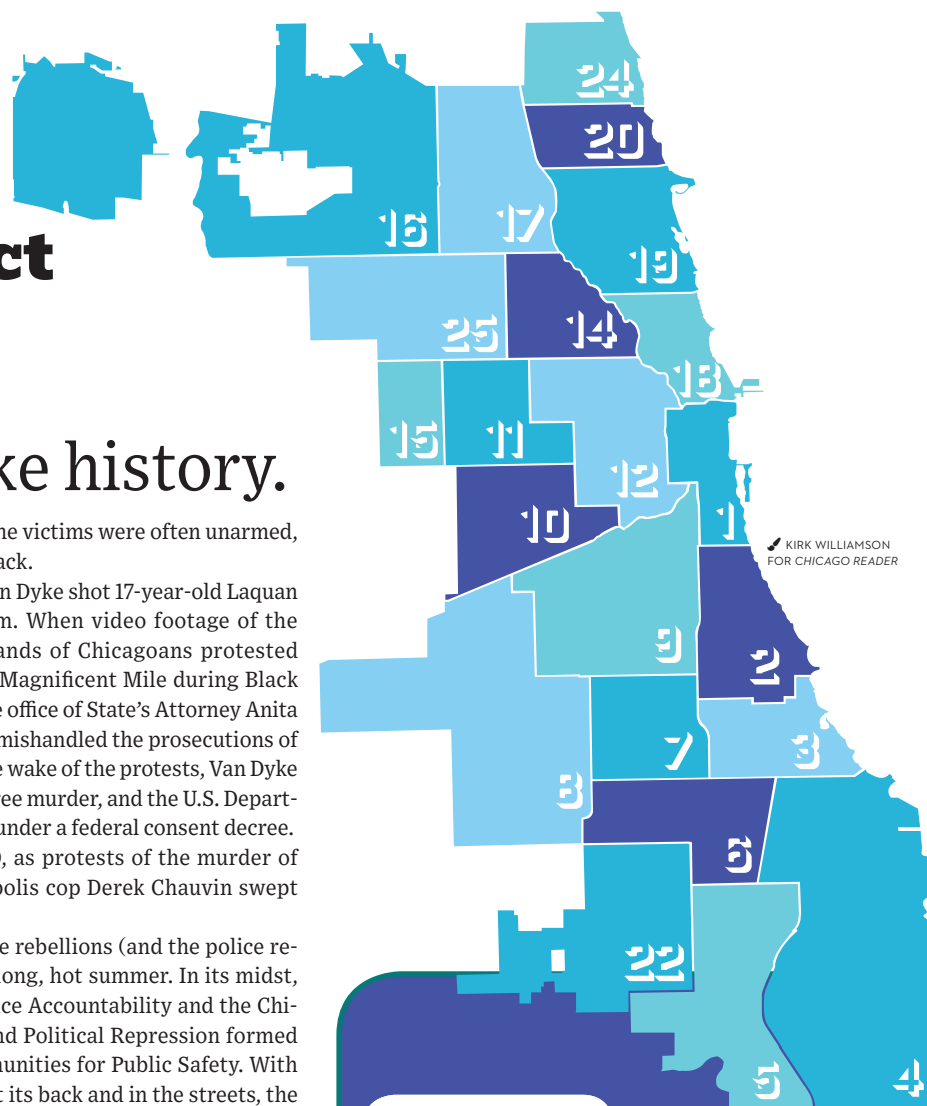 ct
ke history.
ne victims were often unarmed,
ack.
n Dyke shot 17-year-old Laquan
m. When video footage of the
ands of Chicagoans protested
Magnificent Mile during Black
e office of State’s Attorney Anita
mishandled the prosecutions of
e wake of the protests, Van Dyke
ree murder, and the U.S. Depart-
under a federal consent decree.
, as protests of the murder of
polis cop Derek Chauvin swept
e rebellions (and the police re-
long, hot summer. In its midst,
ice Accountability and the Chi-
nd Political Repression formed
nunities for Public Safety. With
t its back and in the streets, the
24
20
16
17
19
25
14
18
15
11
12
10
1
KIRK WILLIAMSON
FOR CHICAGO READER
9
2
7
3
8
6
22
5
4